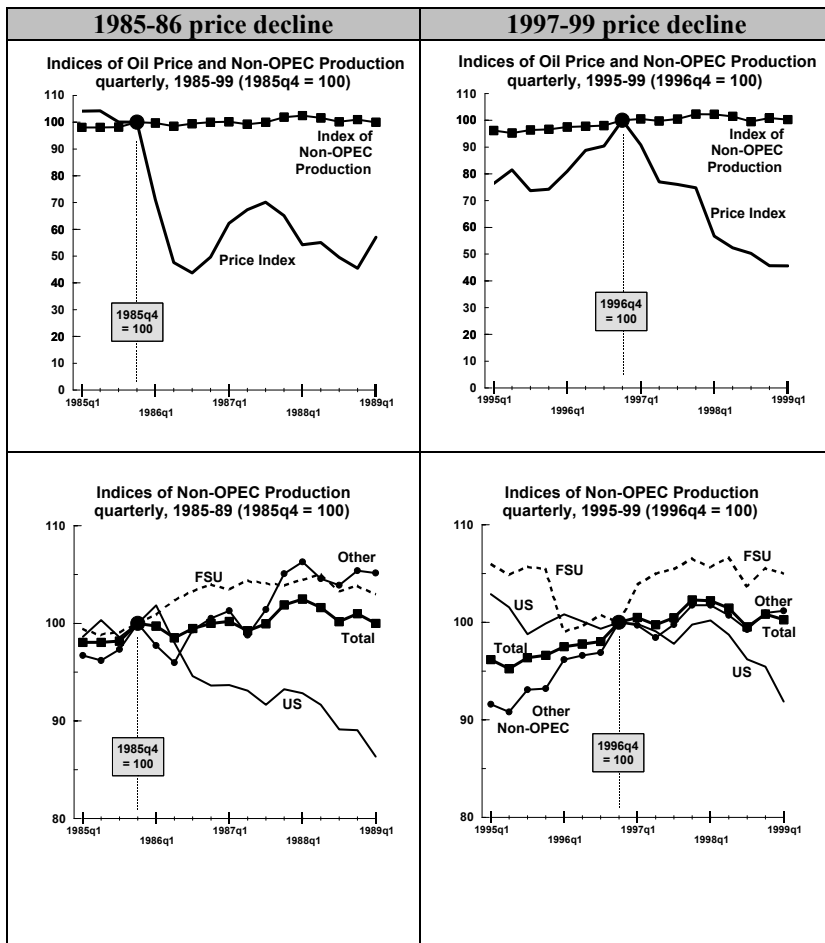 1985-86 price decline
1997-99 price decline
Indices of Oil Price and Non-OPEC Production
quarterly, 1985-99 (1985q4 = 100)
110
100
90
80
70
60
50
40
30
20
10
0
Index of
Non-OPEC
Production
Price Index
1985q4
= 100
1985q1
1986q1
1987q1
1988q1
1989q1
Indices of Oil Price and Non-OPEC Production
quarterly, 1995-99 (1996q4 = 100)
110
100
90
80
70
60
50
40
30
20
10
0
Index of
Non-OPEC
Production
Price Index
1996q4
= 100
1995q1
1996q1
1997q1
1998q1
1999q1
Indices of Non-OPEC Production
quarterly, 1985-89 (1985q4 = 100)
110
100
90
80
FSU
Other
Total
US
1985q4
= 100
1985q1
1986q1
1987q1
1988q1
1989q1
Indices of Non-OPEC Production
quarterly, 1995-99 (1996q4 = 100)
110
100
90
80
FSU
FSU
US
Other
Total
Total
US
Other
Non-OPEC
1996q4
= 100
1995q1
1996q1
1997q1
1998q1
1999q1